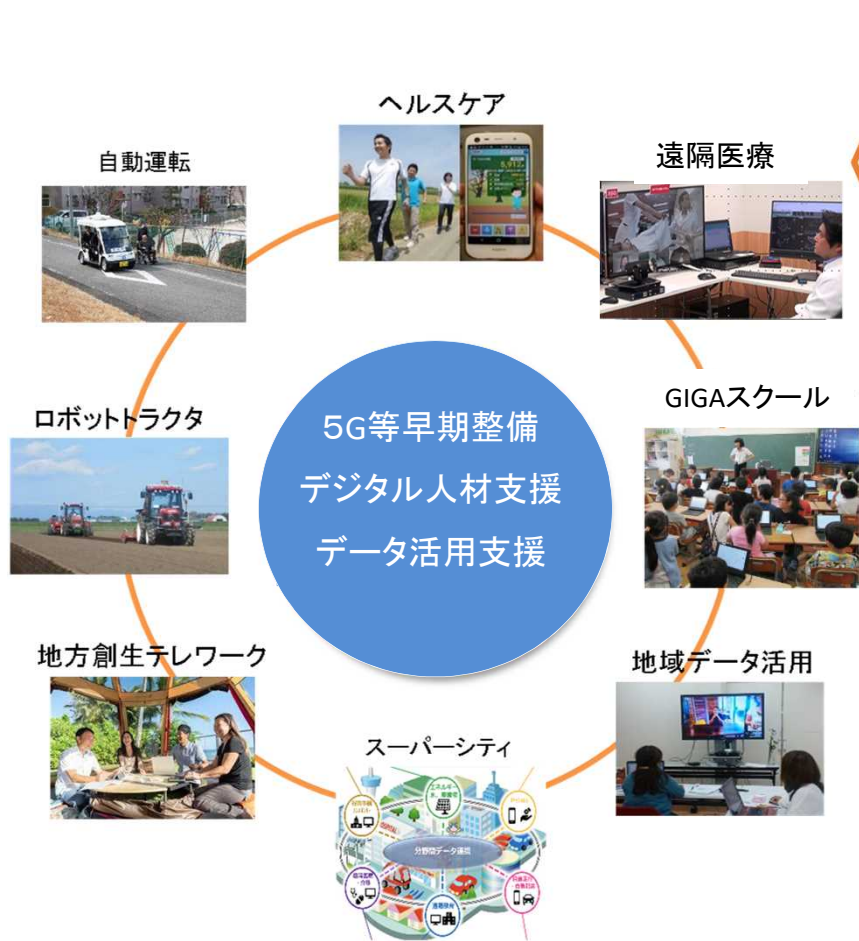 ヘルスケア
自動運転
遠隔医療
5,912
ロボットトラクタ
5G等早期整備
デジタル人材支援
データ活用支援
GIGAスクール
地方創生テレワーク
地域データ活用
スーパーシティ
分野間データ連携